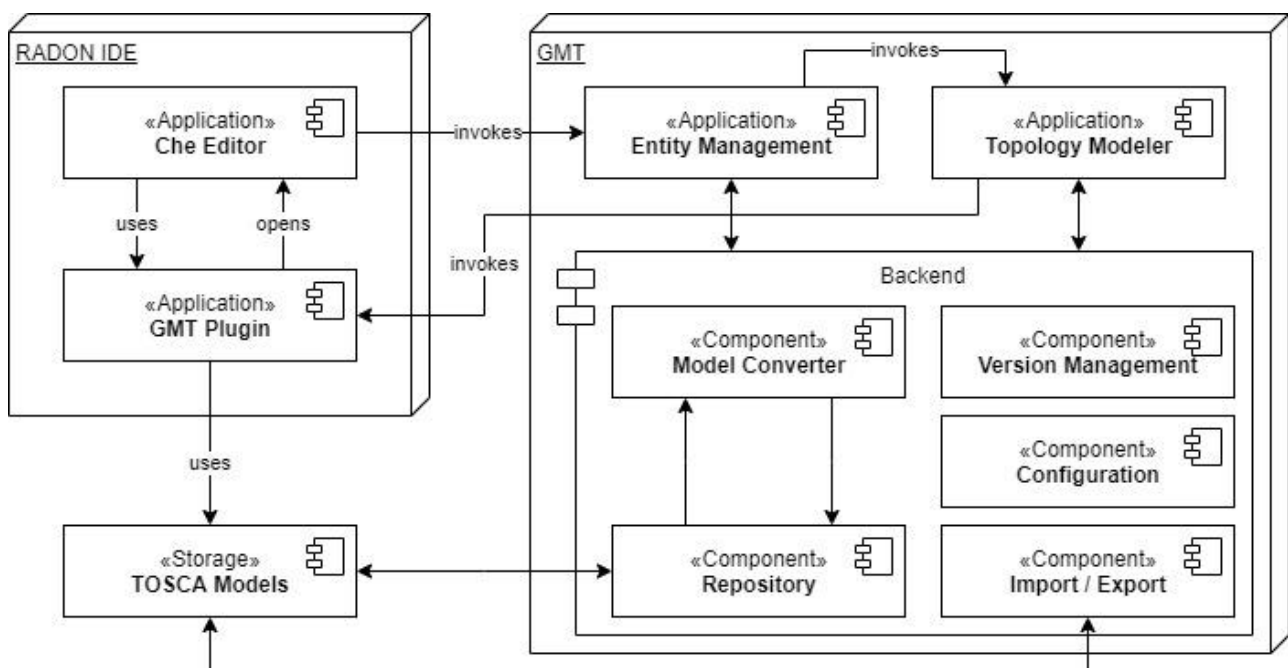 RADON IDE
GMT
invokes
«Application»
Che Editor
invokes
«Application»
Entity Management
«Application»
Topology Modeler
uses
opens
invokes
«Application»
GMT Plugin
Backend
«Component»
Model Converter
«Component»
Version Management
«Component»
Configuration
uses
«Storage»
TOSCA Models
«Component»
Repository
«Component»
Import / Export